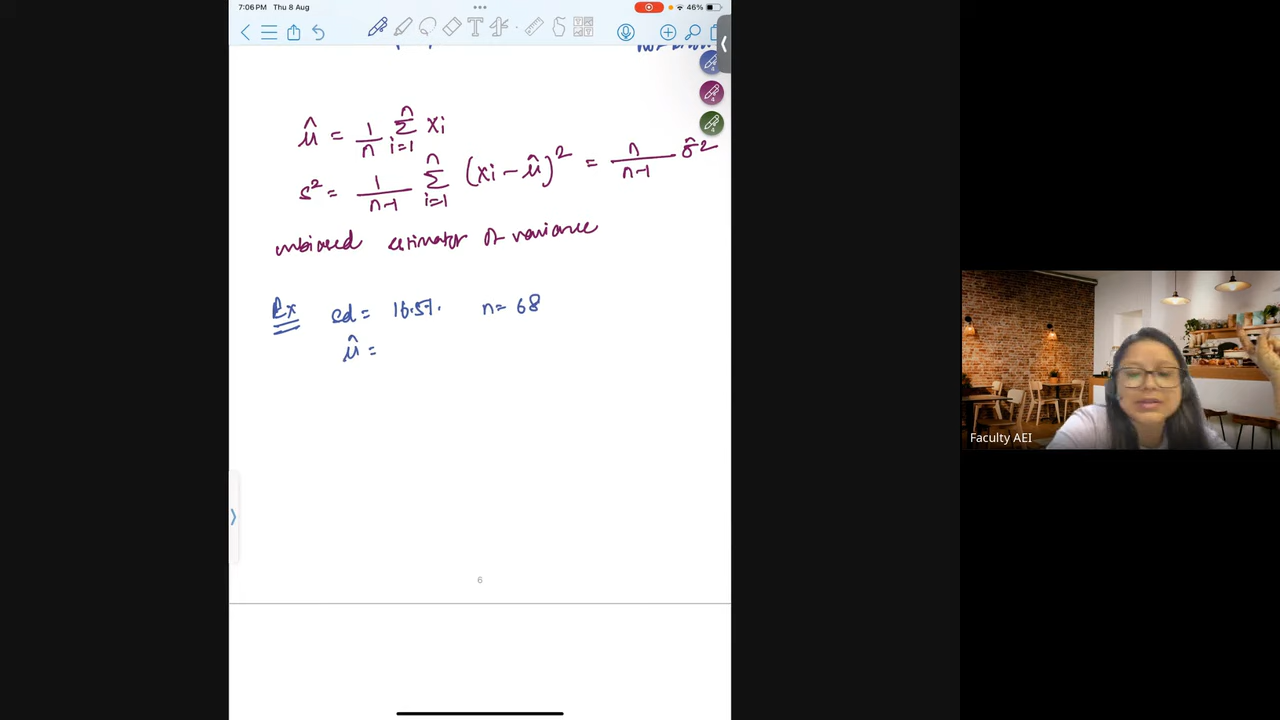 7:06 PM Thu 8 Aug
46%
μ̂ = 1/n Σ_{i=1}^{n} xi
s² = 1/(n-1) Σ_{i=1}^{n} (xi - μ̂)² = n/(n-1) σ̂²
unbiased estimator of variance
Ex sd = 16.57. n = 68
μ̂ =
6
Faculty AEI